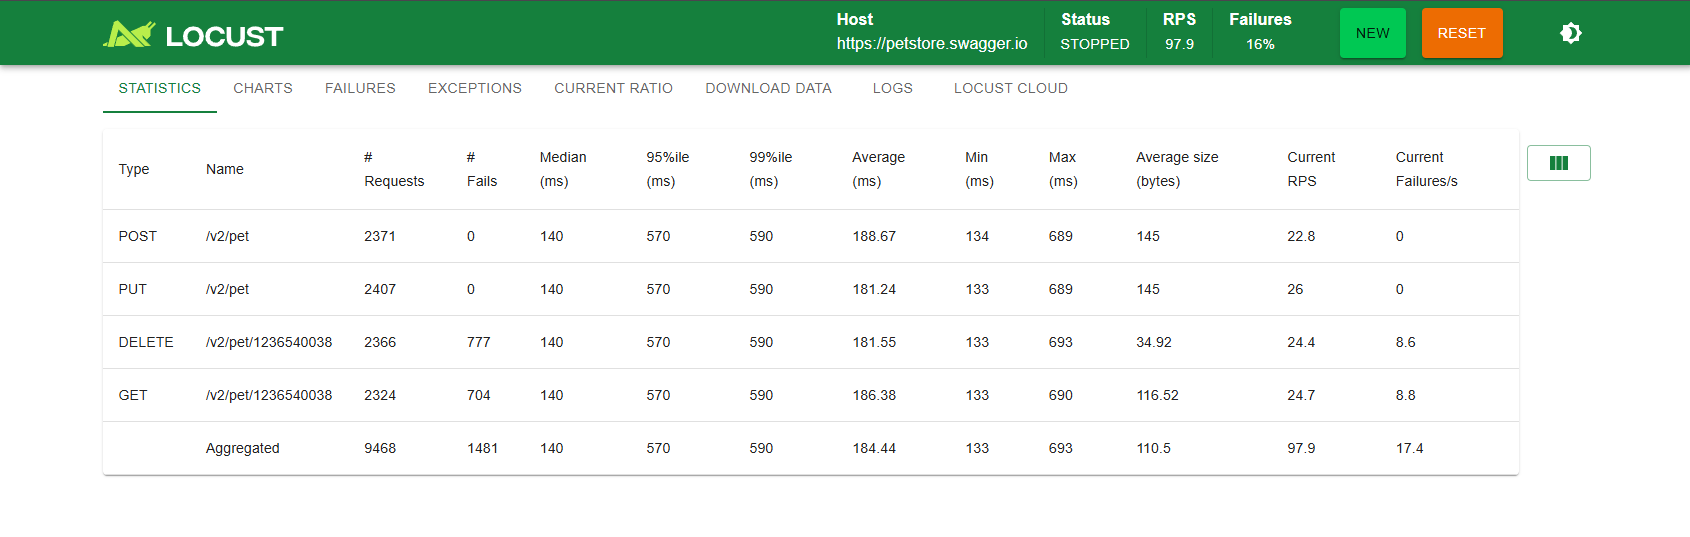 LOCUST
Host
https://petstore.swagger.io
Status
STOPPED
RPS
97.9
Failures
16%
NEW
RESET
STATISTICS CHARTS FAILURES EXCEPTIONS CURRENT RATIO DOWNLOAD DATA LOGS LOCUST CLOUD
Type Name # Requests # Fails Median (ms) 95%ile (ms) 99%ile (ms) Average (ms) Min (ms) Max (ms) Average size (bytes) Current RPS Current Failures/s
POST /v2/pet 2371 0 140 570 590 188.67 134 689 145 22.8 0
PUT /v2/pet 2407 0 140 570 590 181.24 133 689 145 26 0
DELETE /v2/pet/1236540038 2366 777 140 570 590 181.55 133 693 34.92 24.4 8.6
GET /v2/pet/1236540038 2324 704 140 570 590 186.38 133 690 116.52 24.7 8.8
Aggregated 9468 1481 140 570 590 184.44 133 693 110.5 97.9 17.4